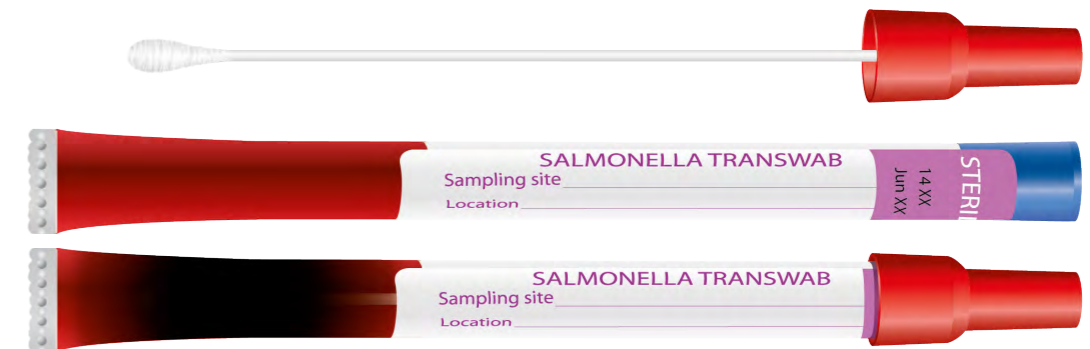 SALMONELLA TRANSWAB
Sampling site
Location
14 XX
Jun XX
STERI
SALMONELLA TRANSWAB
Sampling site
Location